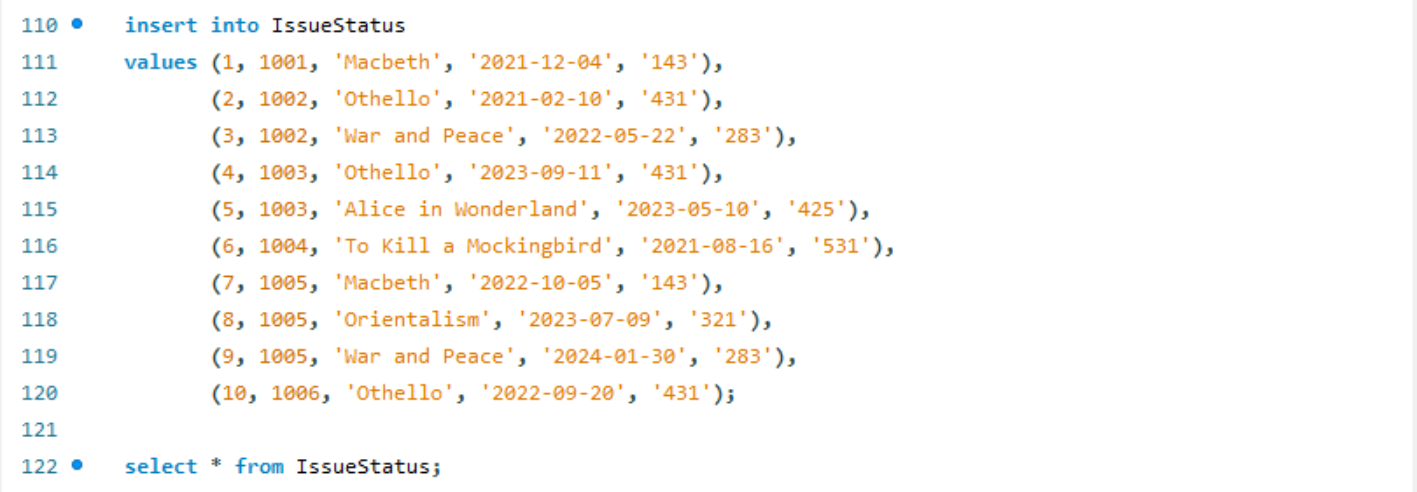 110 insert into IssueStatus
111 values (1, 1001, 'Macbeth', '2021-12-04', '143'),
112 (2, 1002, 'Othello', '2021-02-10', '431'),
113 (3, 1002, 'War and Peace', '2022-05-22', '283'),
114 (4, 1003, 'Othello', '2023-09-11', '431'),
115 (5, 1003, 'Alice in Wonderland', '2023-05-10', '425'),
116 (6, 1004, 'To Kill a Mockingbird', '2021-08-16', '531'),
117 (7, 1005, 'Macbeth', '2022-10-05', '143'),
118 (8, 1005, 'Orientalism', '2023-07-09', '321'),
119 (9, 1005, 'War and Peace', '2024-01-30', '283'),
120 (10, 1006, 'Othello', '2022-09-20', '431');
121
122 select * from IssueStatus;